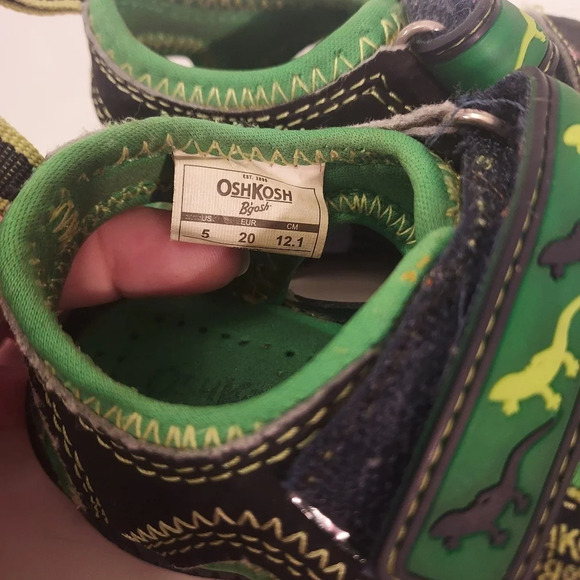 EST. 1895
OSHKOSH
B'gosh
US. EUR CM
5 20 12.1